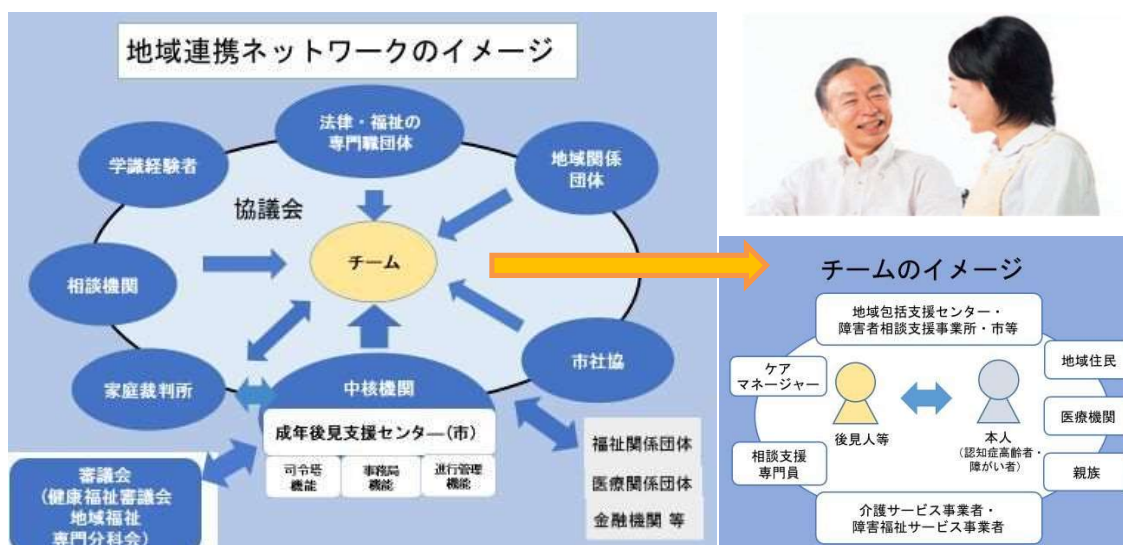 地域連携ネットワークのイメージ
法律・福祉の
専門職団体
学識経験者
地域関係
団体
協議会
チーム
相談機関
市社協
家庭裁判所
中核機関
成年後見支援センター(市)
司令塔
機能
事務局
機能
進行管理
機能
審議会
(健康福祉審議会
地域福祉
専門分科会)
福祉関係団体
医療関係団体
金融機関 等
チームのイメージ
地域包括支援センター・
障害者相談支援事業所・市等
ケア
マネージャー
地域住民
後見人等
本人
(認知症高齢者・
障がい者)
医療機関
相談支援
専門員
親族
介護サービス事業者・
障害福祉サービス事業者